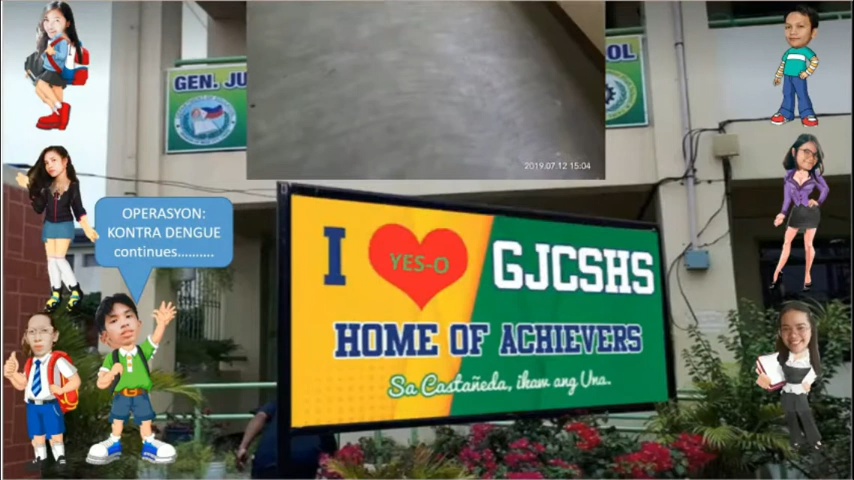 GEN. JU
OL
2019.07.12 15:04
OPERASYON:
KONTRA DENGUE
continues..........
I YES-O GJCSHS
HOME OF ACHIEVERS
Sa Castañeda, ikaw ang Una.